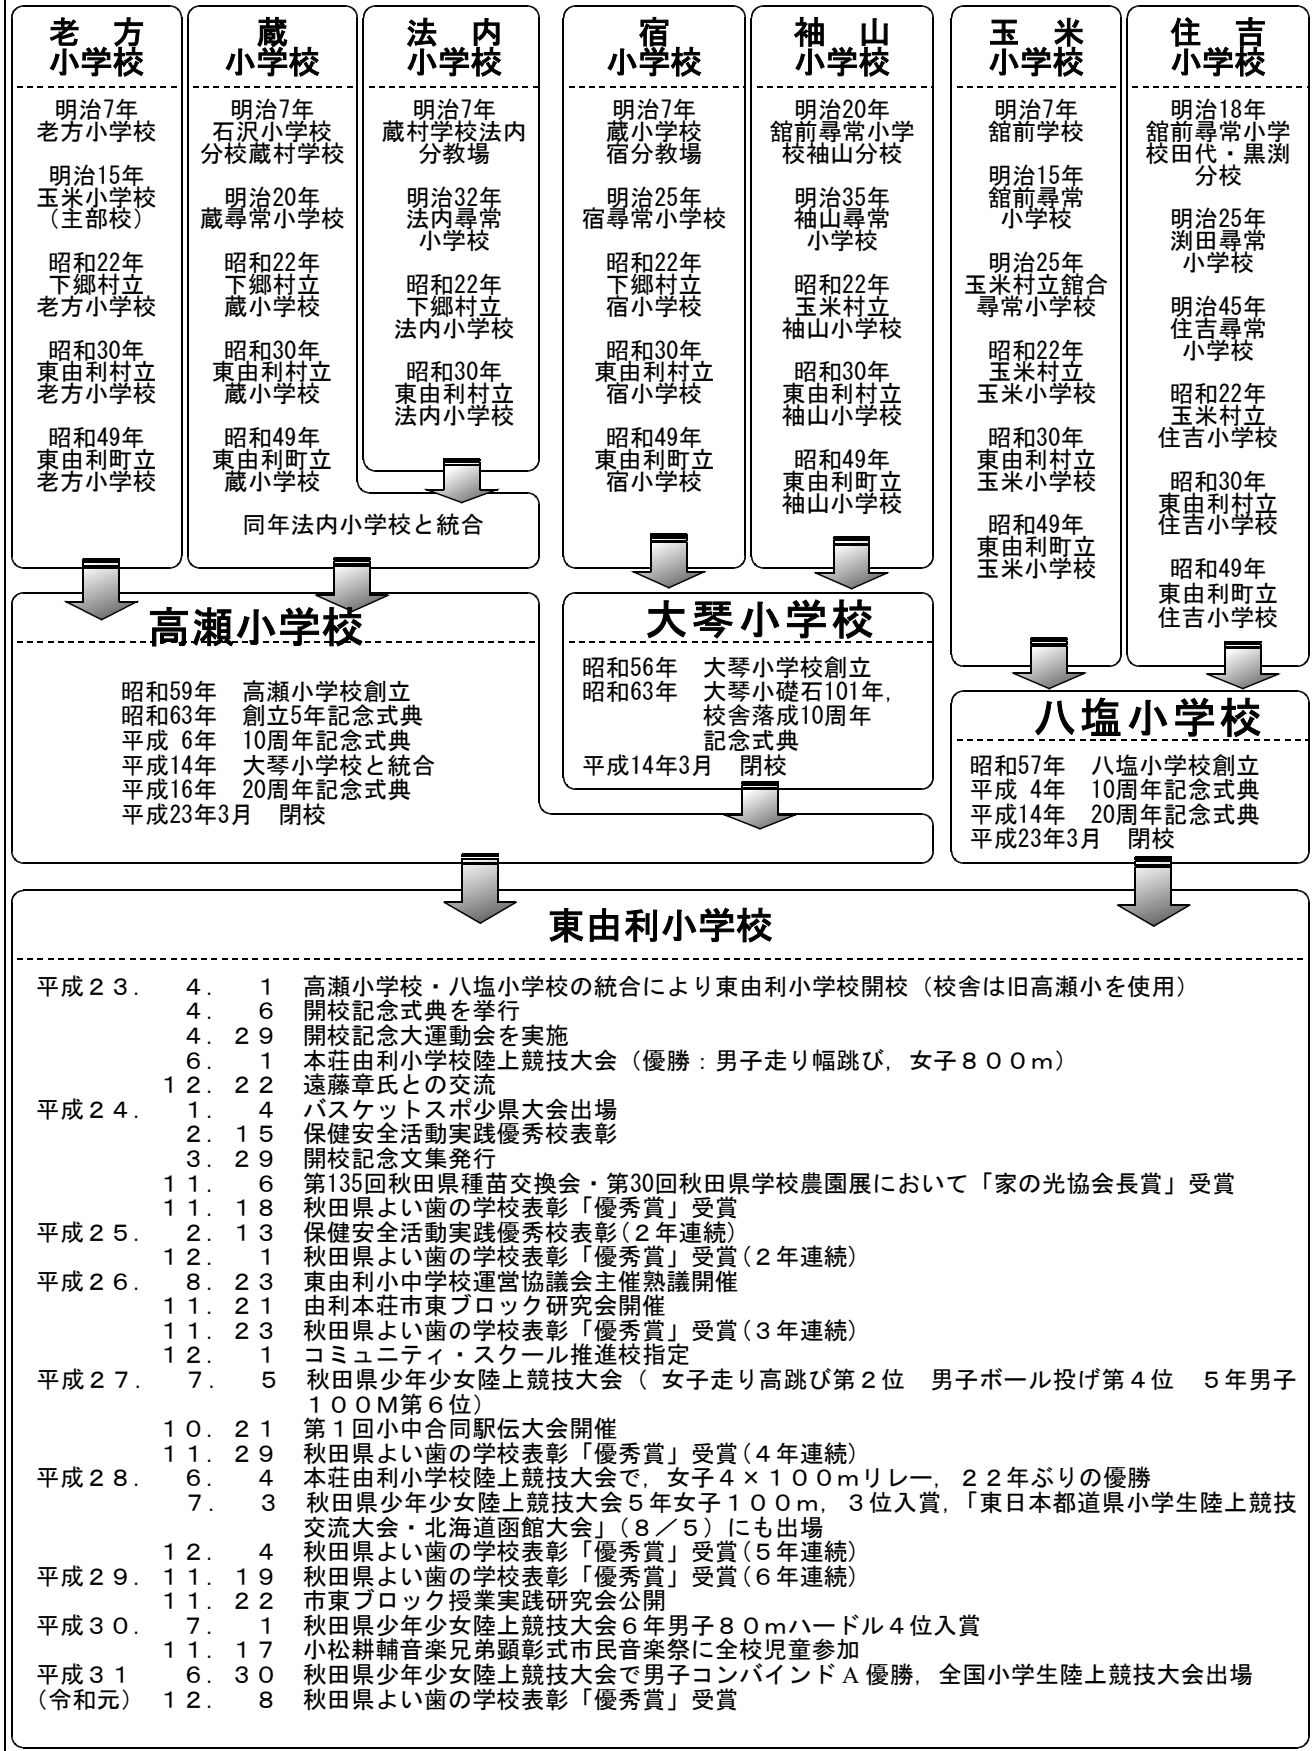 老　方
小学校
明治7年
老方小学校
明治15年
玉米小学校
（主部校）
昭和22年
下郷村立
老方小学校
昭和30年
東由利村立
老方小学校
昭和49年
東由利町立
老方小学校
蔵
小学校
明治7年
石沢小学校
分校蔵村学校
明治20年
蔵尋常小学校
昭和22年
下郷村立
蔵小学校
昭和30年
東由利村立
蔵小学校
昭和49年
東由利町立
蔵小学校
同年法内小学校と統合
法　内
小学校
明治7年
蔵村学校法内
分教場
明治32年
法内尋常
小学校
昭和22年
下郷村立
法内小学校
昭和30年
東由利村立
法内小学校
宿
小学校
明治7年
蔵小学校
宿分教場
明治25年
宿尋常小学校
昭和22年
下郷村立
宿小学校
昭和30年
東由利村立
宿小学校
昭和49年
東由利町立
宿小学校
袖　山
小学校
明治20年
舘前尋常小学
校袖山分校
明治35年
袖山尋常
小学校
昭和22年
玉米村立
袖山小学校
昭和30年
東由利村立
袖山小学校
昭和49年
東由利町立
袖山小学校
玉　米
小学校
明治7年
舘前学校
明治15年
舘前尋常
小学校
明治25年
玉米村立舘合
尋常小学校
昭和22年
玉米村立
玉米小学校
昭和30年
東由利村立
玉米小学校
昭和49年
東由利町立
玉米小学校
住　吉
小学校
明治18年
舘前尋常小学
校田代・黒渕
分校
明治25年
渕田尋常
小学校
明治45年
住吉尋常
小学校
昭和22年
玉米村立
住吉小学校
昭和30年
東由利村立
住吉小学校
昭和49年
東由利町立
住吉小学校
高瀬小学校
昭和59年　高瀬小学校創立
昭和63年　創立5年記念式典
平成 6年　10周年記念式典
平成14年　大琴小学校と統合
平成16年　20周年記念式典
平成23年3月　閉校
大琴小学校
昭和56年　大琴小学校創立
昭和63年　大琴小礎石101年，
校舎落成10周年
記念式典
平成14年3月　閉校
八塩小学校
昭和57年　八塩小学校創立
平成 4年　10周年記念式典
平成14年　20周年記念式典
平成23年3月　閉校
東由利小学校
平成２３．　４．　１　高瀬小学校・八塩小学校の統合により東由利小学校開校（校舎は旧高瀬小を使用）
４．　６　開校記念式典を挙行
４．２９　開校記念大運動会を実施
６．　１　本荘由利小学校陸上競技大会（優勝：男子走り幅跳び，女子８００ｍ）
１２．２２　遠藤章氏との交流
平成２４．　１．　４　バスケットスポ少県大会出場
２．１５　保健安全活動実践優秀校表彰
３．２９　開校記念文集発行
１１．　６　第135回秋田県種苗交換会・第30回秋田県学校農園展において「家の光協会長賞」受賞
１１．１８　秋田県よい歯の学校表彰「優秀賞」受賞
平成２５．　２．１３　保健安全活動実践優秀校表彰（２年連続）
１２．　１　秋田県よい歯の学校表彰「優秀賞」受賞（２年連続）
平成２６．　８．２３　東由利小中学校運営協議会主催熟議開催
１１．２１　由利本荘市東ブロック研究会開催
１１．２３　秋田県よい歯の学校表彰「優秀賞」受賞（３年連続）
１２．　１　コミュニティ・スクール推進校指定
平成２７．　７．　５　秋田県少年少女陸上競技大会（ 女子走り高跳び第２位　男子ボール投げ第４位　５年男子
１００Ｍ第６位）
１０．２１　第１回小中合同駅伝大会開催
１１．２９　秋田県よい歯の学校表彰「優秀賞」受賞（４年連続）
平成２８．　６．　４　本荘由利小学校陸上競技大会で，女子４×１００ｍリレー，２２年ぶりの優勝
７．　３　秋田県少年少女陸上競技大会５年女子１００ｍ，３位入賞，「東日本都道県小学生陸上競技
交流大会・北海道函館大会」（８／５）にも出場
１２．　４　秋田県よい歯の学校表彰「優秀賞」受賞（５年連続）
平成２９．１１．１９　秋田県よい歯の学校表彰「優秀賞」受賞（６年連続）
１１．２２　市東ブロック授業実践研究会公開
平成３０．　７．　１　秋田県少年少女陸上競技大会６年男子８０ｍハードル４位入賞
１１．１７　小松耕輔音楽兄弟顕彰式市民音楽祭に全校児童参加
平成３１　６．３０　秋田県少年少女陸上競技大会で男子コンバインドＡ優勝，全国小学生陸上競技大会出場
（令和元）１２．　８　秋田県よい歯の学校表彰「優秀賞」受賞